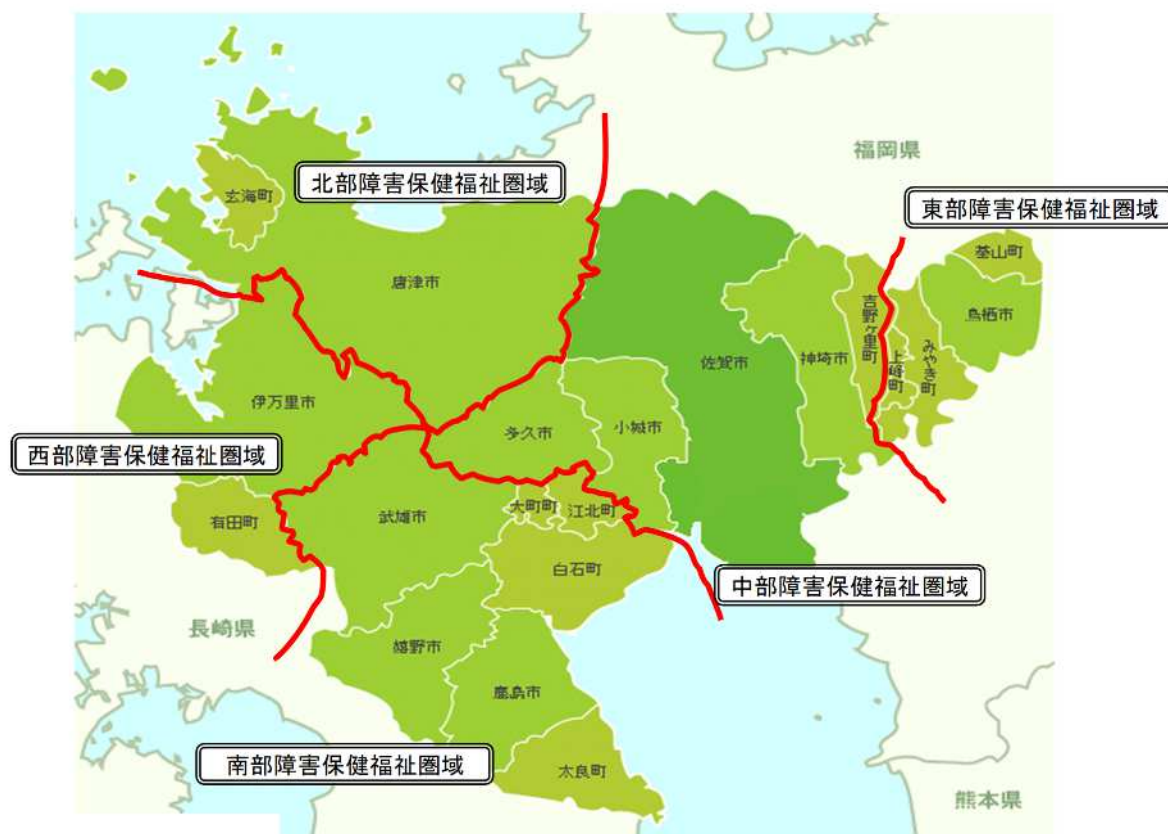 北部障害保健福祉圏域
福岡県
玄海町
東部障害保健福祉圏域
基山町
唐津市
鳥栖市
吉野ヶ里町
みやき町
上峰町
神埼市
佐賀市
伊万里市
多久市
小城市
西部障害保健福祉圏域
有田町
武雄市
大町町
江北町
白石町
中部障害保健福祉圏域
長崎県
嬉野市
鹿島市
南部障害保健福祉圏域
太良町
熊本県